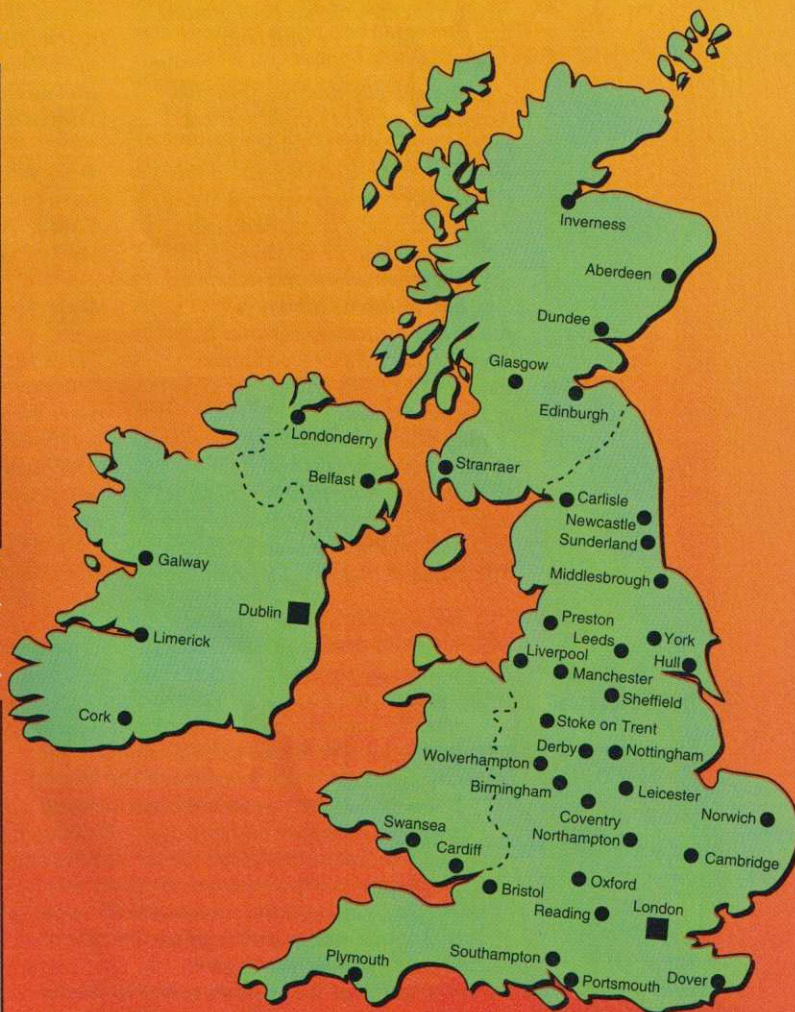 Inverness
Aberdeen
Dundee
Glasgow
Edinburgh
Londonderry
Stranraer
Belfast
Carlisle
Newcastle
Sunderland
Galway
Middlesbrough
Dublin
Preston
Limerick
Leeds
York
Liverpool
Hull
Manchester
Sheffield
Cork
Stoke on Trent
Derby
Nottingham
Wolverhampton
Birmingham
Leicester
Coventry
Norwich
Swansea
Northampton
Cardiff
Cambridge
Bristol
Oxford
Reading
London
Plymouth
Southampton
Portsmouth
Dover